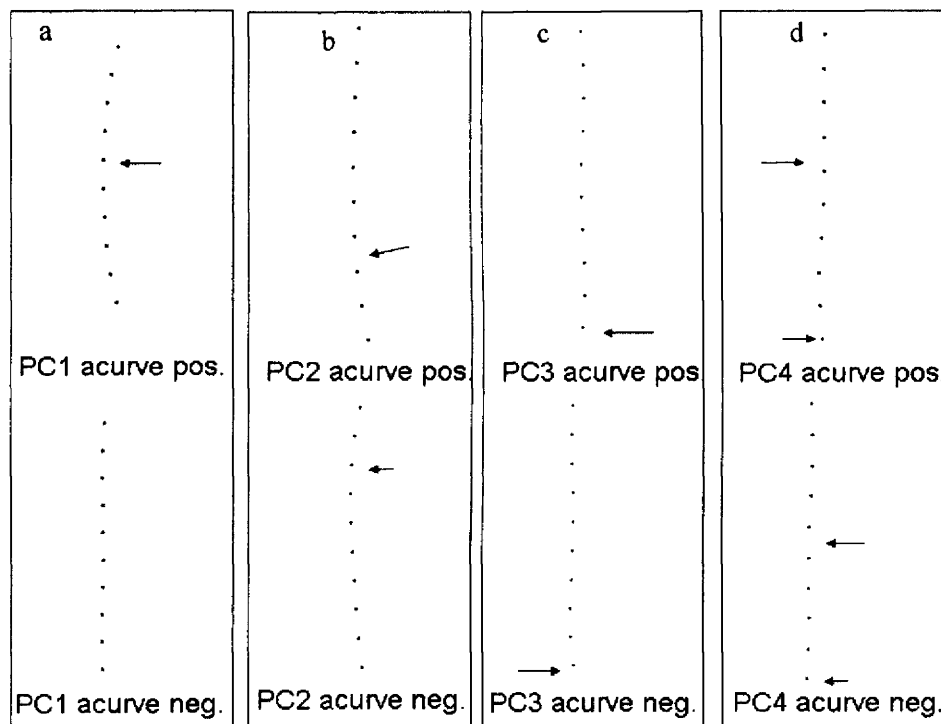 a
b
c
d
PC1 acurve pos.
PC2 acurve pos.
PC3 acurve pos.
PC4 acurve pos
PC1 acurve neg.
PC2 acurve neg.
PC3 acurve neg.
PC4 acurve neg.